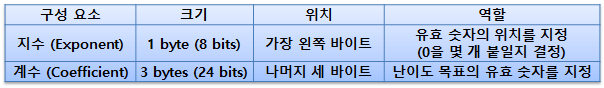 구성 요소 크기 위치 역할
지수 (Exponent) 1 byte (8 bits) 가장 왼쪽 바이트 유효 숫자의 위치를 지정
(0을 몇 개 붙일지 결정)
계수 (Coefficient) 3 bytes (24 bits) 나머지 세 바이트 난이도 목표의 유효 숫자를 지정